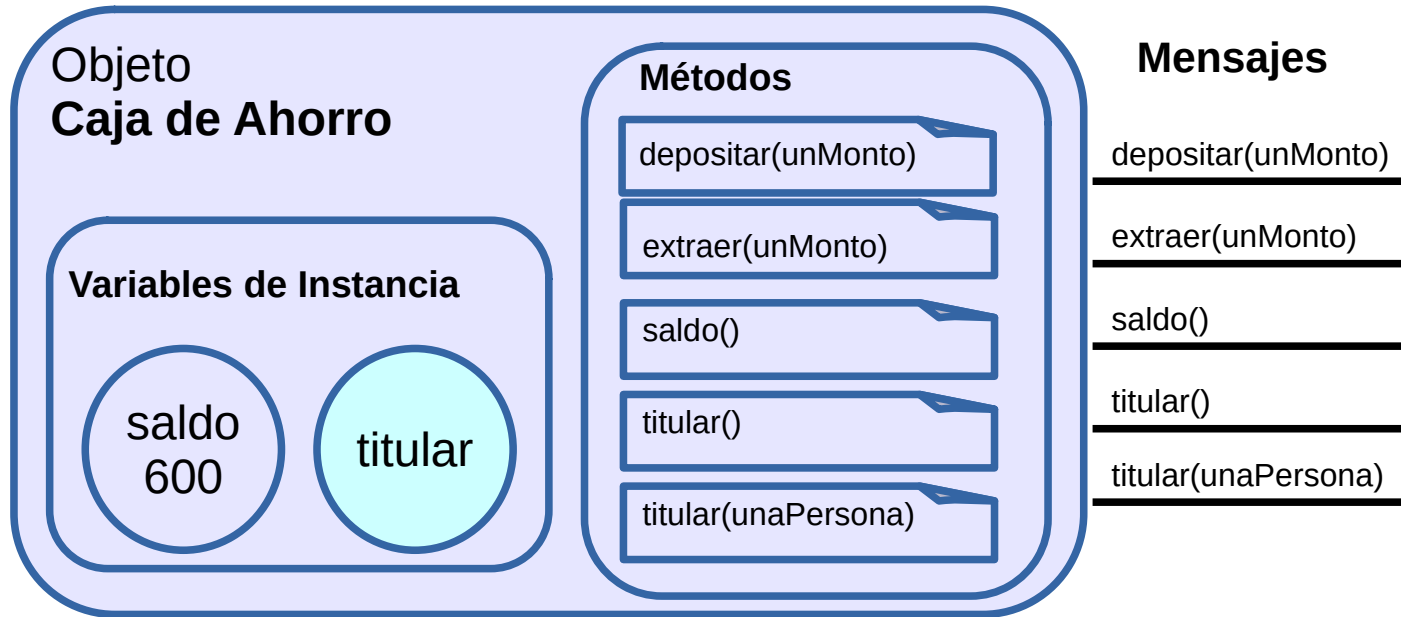 Objeto
Caja de Ahorro
Variables de Instancia
saldo
600
titular
Métodos
depositar(unMonto)
extraer(unMonto)
saldo()
titular()
titular(unaPersona)
Mensajes
depositar(unMonto)
extraer(unMonto)
saldo()
titular()
titular(unaPersona)